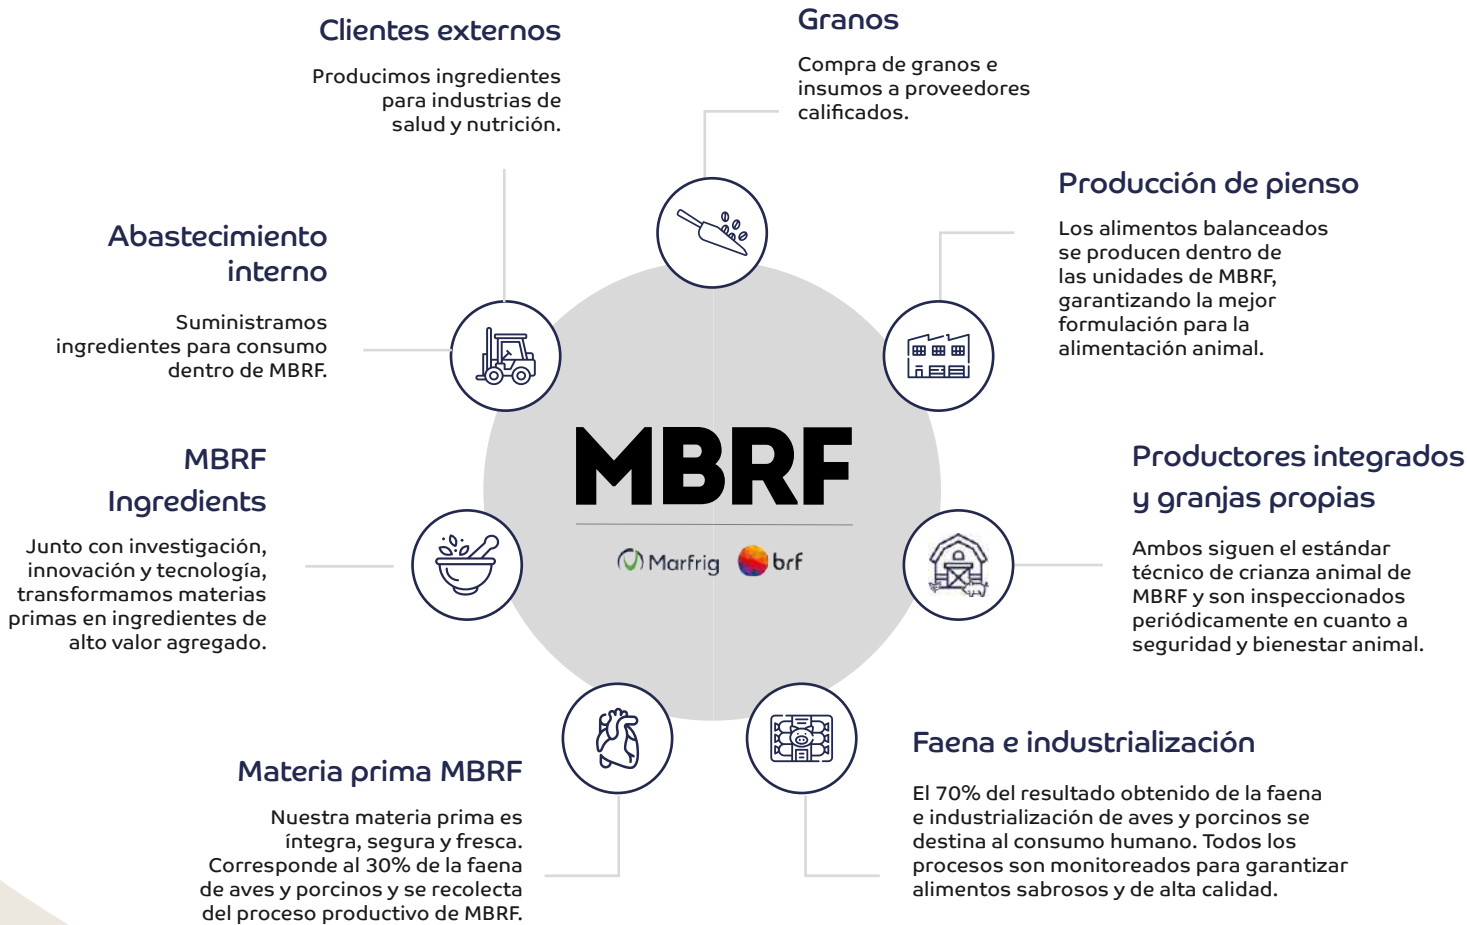 Clientes externos
Producimos ingredientes
para industrias de
salud y nutrición.
Granos
Compra de granos e
insumos a proveedores
calificados.
Producción de pienso
Los alimentos balanceados
se producen dentro de
las unidades de MBRF,
garantizando la mejor
formulación para la
alimentación animal.
Abastecimiento
interno
Suministramos
ingredientes para consumo
dentro de MBRF.
MBRF
Marfrig brf
MBRF
Ingredients
Junto con investigación,
innovación y tecnología,
transformamos materias
primas en ingredientes de
alto valor agregado.
Productores integrados
y granjas propias
Ambos siguen el estándar
técnico de crianza animal de
MBRF y son inspeccionados
periódicamente en cuanto a
seguridad y bienestar animal.
Materia prima MBRF
Nuestra materia prima es
íntegra, segura y fresca.
Corresponde al 30% de la faena
de aves y porcinos y se recolecta
del proceso productivo de MBRF.
Faena e industrialización
El 70% del resultado obtenido de la faena
e industrialización de aves y porcinos se
destina al consumo humano. Todos los
procesos son monitoreados para garantizar
alimentos sabrosos y de alta calidad.